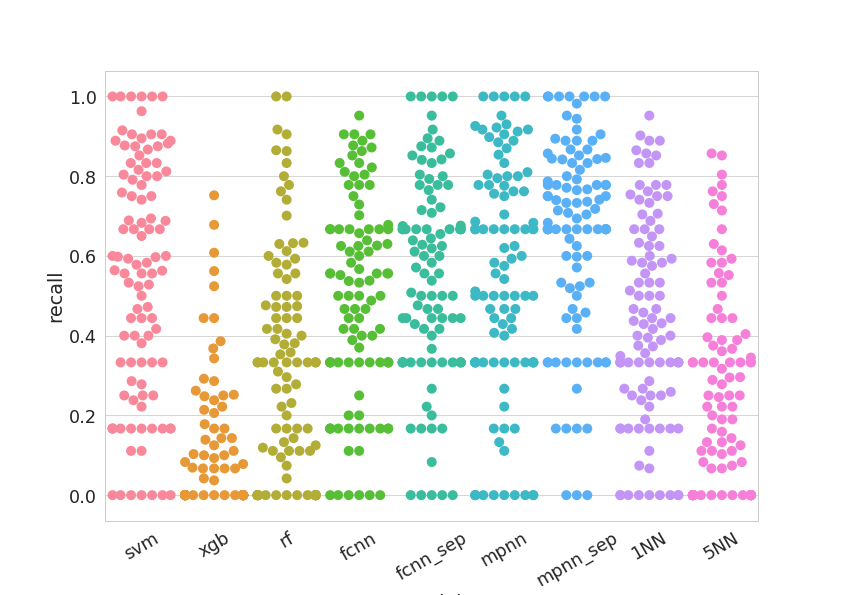 1.0
0.8
0.6
0.4
0.2
0.0
recall
svm
xgb
rf
fcnn
fcnn_sep
mpnn
mpnn_sep
1NN
5NN